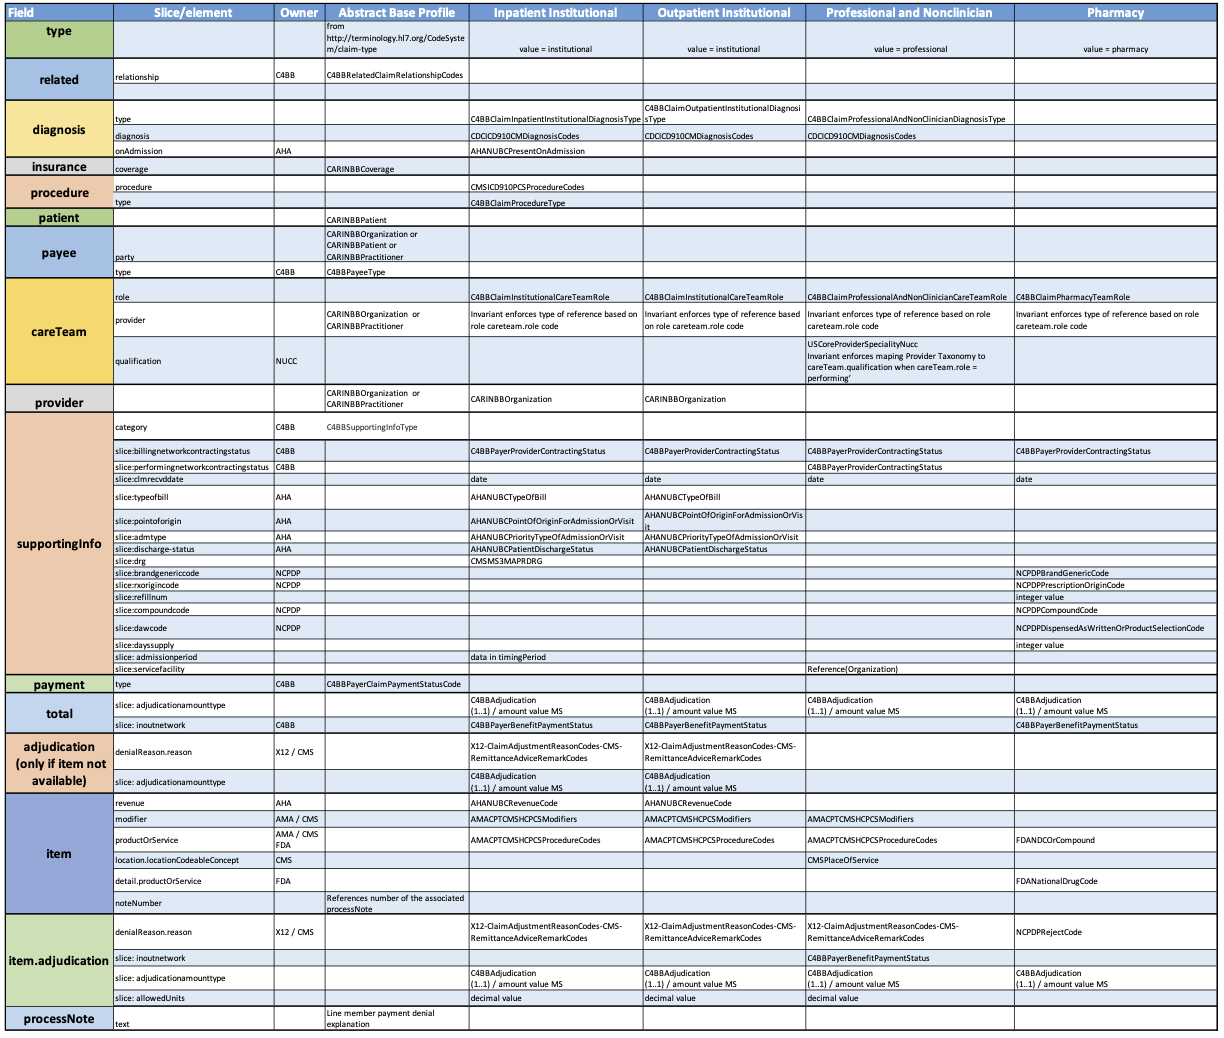 Field Slice/element Owner Abstract Base Profile Inpatient Institutional Outpatient Institutional Professional and Nonclinician Pharmacy
type
from
http://terminology.hl7.org/CodeSyste
m/claim-type value = institutional value = institutional value = professional value = pharmacy
related
relationship C4BB C4BBRelatedClaimRelationshipCodes
diagnosis
C4BBClaimOutpatientInstitutionalDiagnosi
type C4BBClaimInpatientInstitutionalDiagnosisType sType C4BBClaimProfessionalAndNonClinicianDiagnosisType
diagnosis CDCICD910CMDiagnosisCodes CDCICD910CMDiagnosisCodes CDCICD910CMDiagnosisCodes
onAdmission AHA AHANUBCPresentOnAdmission
insurance coverage CARINBBCoverage
procedure
procedure CMSICD910PCSProcedureCodes
type C4BBClaimProcedureType
patient CARINBBPatient
payee
CARINBBOrganization or
CARINBBPatient or
party CARINBBPractitioner
type C4BB C4BBPayeeType
careTeam
role C4BBClaimInstitutionalCareTeamRole C4BBClaimInstitutionalCareTeamRole C4BBClaimProfessionalAndNonClinicianCareTeamRole C4BBClaimPharmacyTeamRole
provider CARINBBOrganization or Invariant enforces type of reference based on Invariant enforces type of reference based Invariant enforces type of reference based on role Invariant enforces type of reference based on role
CARINBBPractitioner role careteam.role code on role careteam.role code careteam.role code careteam.role code
qualification NUCC
USCoreProviderSpecialityNucc
Invariant enforces maping Provider Taxonomy to
careTeam.qualification when careTeam.role =
performing’
provider
CARINBBOrganization or
CARINBBPractitioner CARINBBOrganization CARINBBOrganization
supportingInfo
category C4BB C4BBSupportingInfoType
slice:billingnetworkcontractingstatus C4BB C4BBPayerProviderContractingStatus C4BBPayerProviderContractingStatus C4BBPayerProviderContractingStatus C4BBPayerProviderContractingStatus
slice:performingnetworkcontractingstatus C4BB C4BBPayerProviderContractingStatus
slice:clmrecvddate date date date date
slice:typeofbill AHA AHANUBCTypeOfBill AHANUBCTypeOfBill
slice:pointoforigin AHA AHANUBCPointOfOriginForAdmissionOrVisit AHANUBCPointOfOriginForAdmissionOrVis
it
slice:admtype AHA AHANUBCPriorityTypeOfAdmissionOrVisit AHANUBCPriorityTypeOfAdmissionOrVisit
slice:discharge-status AHA AHANUBCPatientDischargeStatus AHANUBCPatientDischargeStatus
slice:drg CMSMS3MAPRDRG
slice:brandgenericcode NCPDP NCPDPBrandGenericCode
slice:rxorigincode NCPDP NCPDPPrescriptionOriginCode
slice:refillnum integer value
slice:compoundcode NCPDP NCPDPCompoundCode
slice:dawcode NCPDP NCPDPDispensedAsWrittenOrProductSelectionCode
slice:dayssupply integer value
slice: admissionperiod data in timingPeriod
slice:servicefacility Reference(Organization)
payment type C4BB C4BBPayerClaimPaymentStatusCode
total
slice: adjudicationamounttype C4BBAdjudication C4BBAdjudication C4BBAdjudication C4BBAdjudication
(1..1) / amount value MS (1..1) / amount value MS (1..1) / amount value MS (1..1) / amount value MS
slice: inoutnetwork C4BB C4BBPayerBenefitPaymentStatus C4BBPayerBenefitPaymentStatus C4BBPayerBenefitPaymentStatus
adjudication
(only if item not
available)
denialReason.reason X12 / CMS X12-ClaimAdjustmentReasonCodes-CMS- X12-ClaimAdjustmentReasonCodes-CMS-
RemittanceAdviceRemarkCodes RemittanceAdviceRemarkCodes
slice: adjudicationamounttype C4BBAdjudication C4BBAdjudication
(1..1) / amount value MS (1..1) / amount value MS
item
revenue AHA AHANUBCRevenueCode AHANUBCRevenueCode
modifier AMA / CMS AMACPTCMSHCPCSModifiers AMACPTCMSHCPCSModifiers AMACPTCMSHCPCSModifiers
productOrService AMA / CMS AMACPTCMSHCPCSProcedureCodes AMACPTCMSHCPCSProcedureCodes AMACPTCMSHCPCSProcedureCodes FDANDCOrCompound
FDA
location.locationCodeableConcept CMS CMSPlaceOfService
detail.productOrService FDA FDANationalDrugCode
noteNumber References number of the associated
processNote
item.adjudication
denialReason.reason X12 / CMS X12-ClaimAdjustmentReasonCodes-CMS- X12-ClaimAdjustmentReasonCodes-CMS- X12-ClaimAdjustmentReasonCodes-CMS- NCPDPRejectCode
RemittanceAdviceRemarkCodes RemittanceAdviceRemarkCodes RemittanceAdviceRemarkCodes
slice: inoutnetwork C4BBPayerBenefitPaymentStatus
slice: adjudicationamounttype C4BBAdjudication C4BBAdjudication C4BBAdjudication C4BBAdjudication
(1..1) / amount value MS (1..1) / amount value MS (1..1) / amount value MS (1..1) / amount value MS
slice: allowedUnits decimal value decimal value decimal value
processNote
Line member payment denial
text explanation